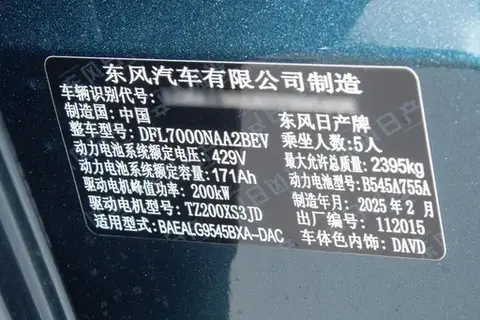 东风汽车有限公司制造
车辆识别代号:
制造国:中国 东风日产牌
整车型号:DFL7000NAA2BEV 乘坐人数:5人
动力电池系统额定电压:429V 最大允许总质量:2395kg
动力电池系统额定容量:171Ah 动力电池型号:B545A755A
驱动电机峰值功率:200kW 制造年月:2025年2月
驱动电机型号:TZ200XS3JD 出厂编号:112015
选装件型式:BAEALG9545BXA-DAC 车体色内饰:DAVD